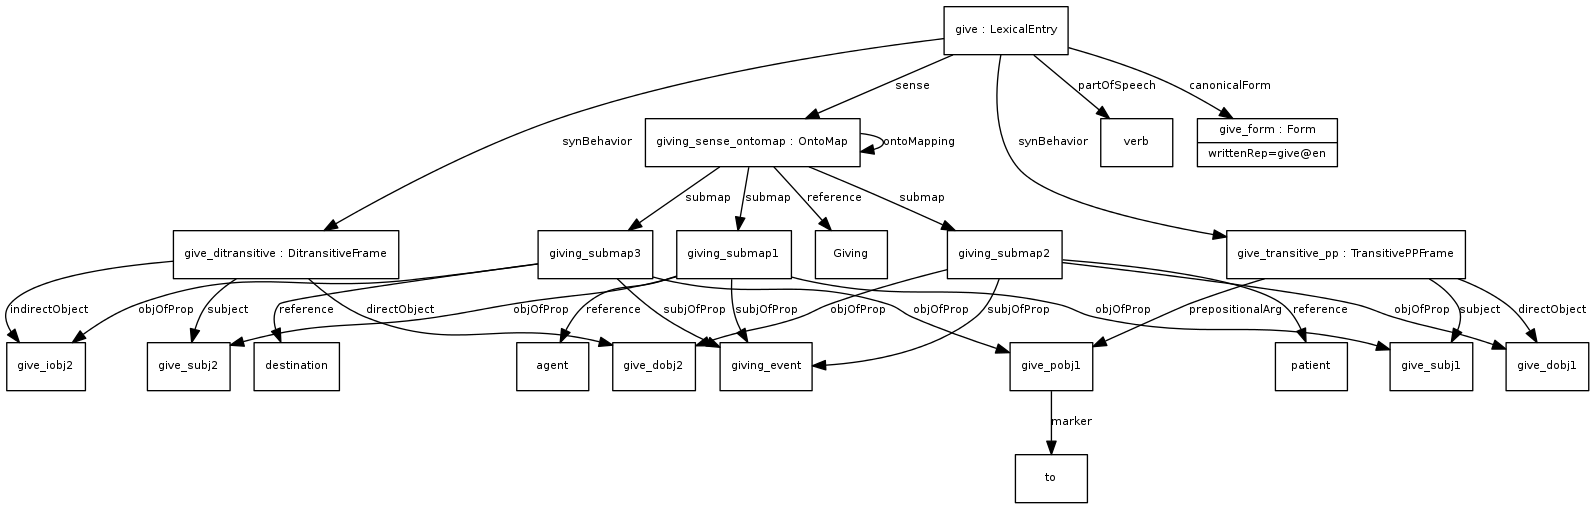 give : LexicalEntry
sense
partOfSpeech
canonicalForm
synBehavior
giving_sense_ontomap : OntoMap
ontoMapping
synBehavior
verb
give_form : Form
writtenRep=give@en
submap
submap
reference
submap
give_ditransitive : DitransitiveFrame
giving_submap3
giving_submap1
Giving
giving_submap2
give_transitive_pp : TransitivePPFrame
indirectObject
objOfProp
subject
reference
directObject
objOfProp
reference
subjOfProp
subjOfProp
objOfProp
objOfProp
subjOfProp
objOfProp
prepositionalArg
reference
objOfProp
subject
directObject
give_iobj2
give_subj2
destination
agent
give_dobj2
giving_event
give_pobj1
patient
give_subj1
give_dobj1
marker
to